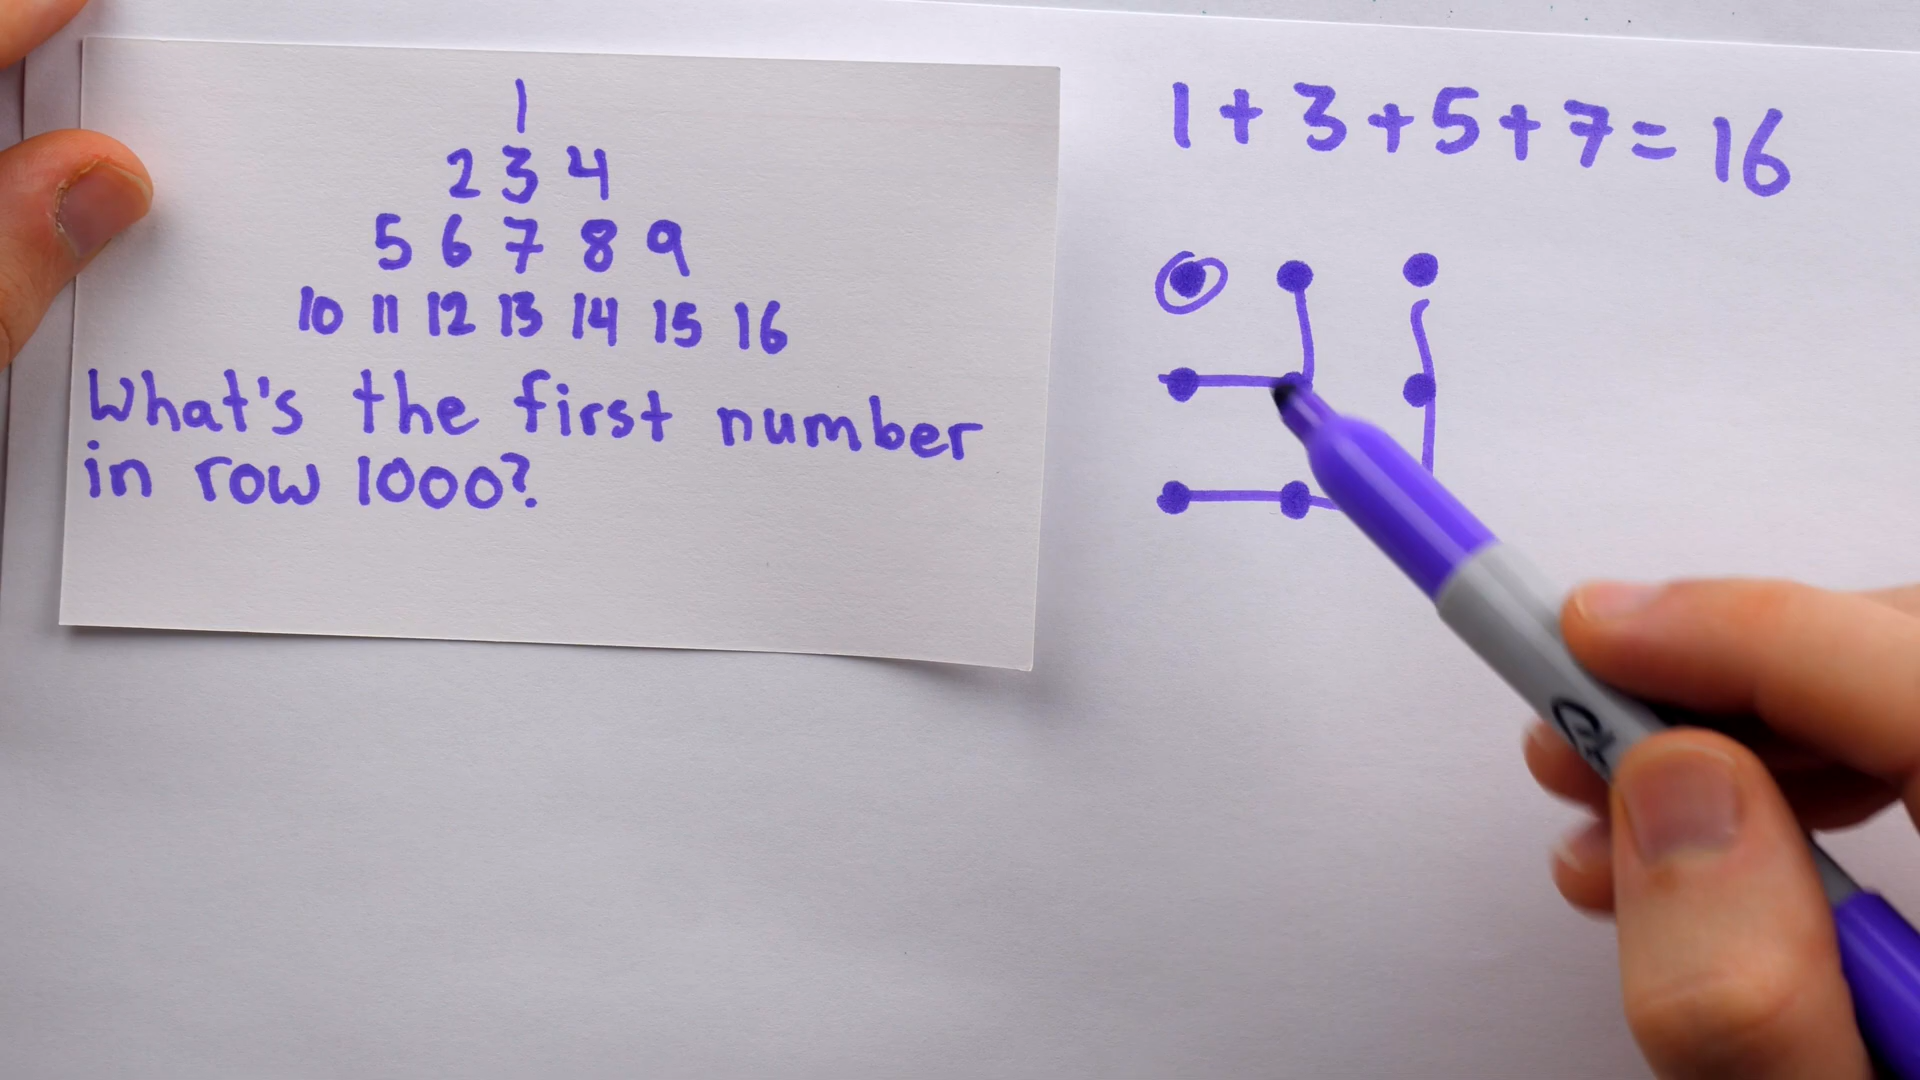 1
2 3 4
5 6 7 8 9
10 11 12 13 14 15 16
What's the first number
in row 1000?
1 + 3 + 5 + 7 = 16